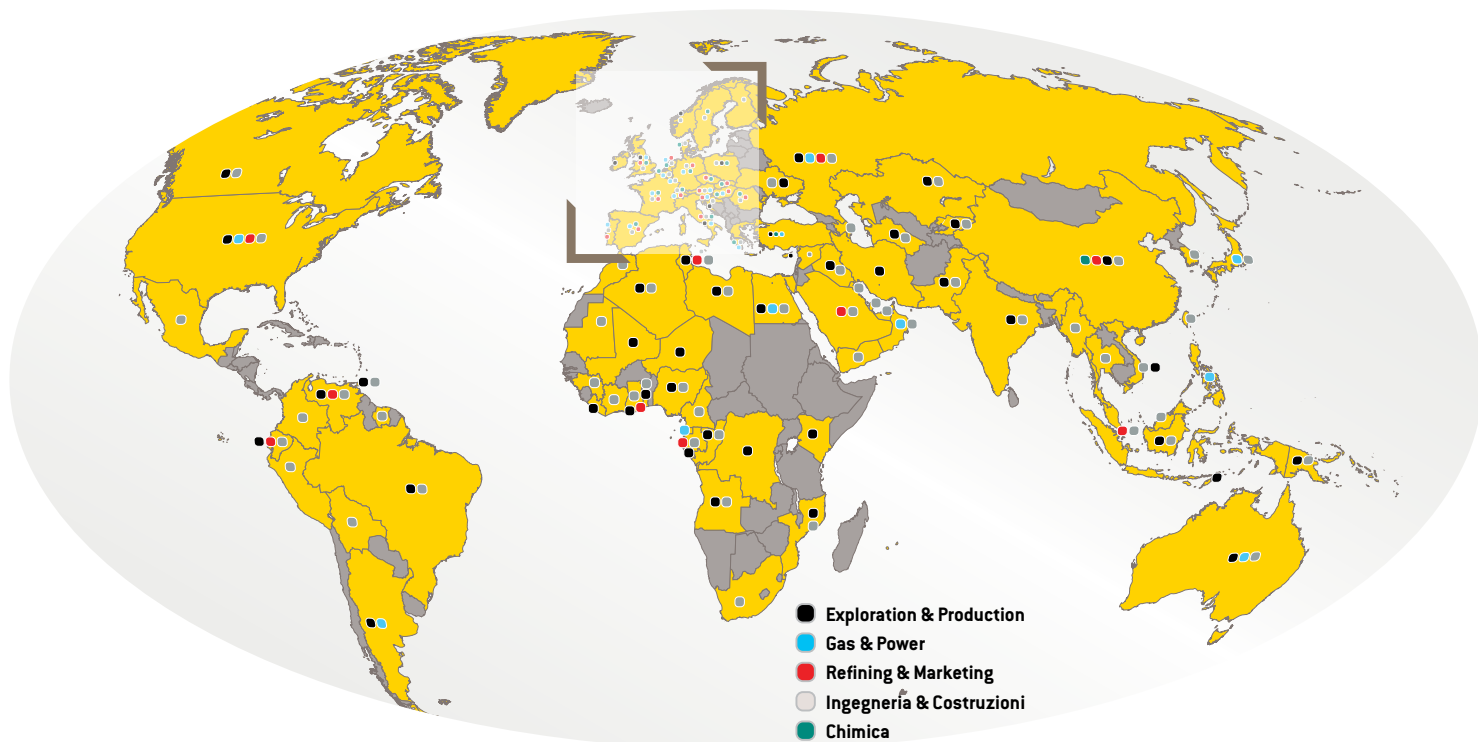 Exploration & Production
Gas & Power
Refining & Marketing
Ingegneria & Costruzioni
Chimica